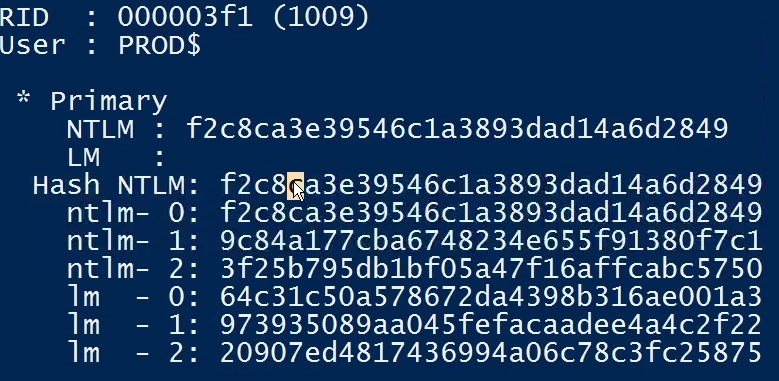 RID  : 000003f1 (1009)
User : PROD$
* Primary
NTLM : f2c8ca3e39546c1a3893dad14a6d2849
LM   :
Hash NTLM: f2c8ca3e39546c1a3893dad14a6d2849
ntlm- 0: f2c8ca3e39546c1a3893dad14a6d2849
ntlm- 1: 9c84a177cba6748234e655f91380f7c1
ntlm- 2: 3f25b795db1bf05a47f16affcabc5750
lm  - 0: 64c31c50a578672da4398b316ae001a3
lm  - 1: 973935089aa045fefacaadee4a4c2f22
lm  - 2: 20907ed4817436994a06c78c3fc25875